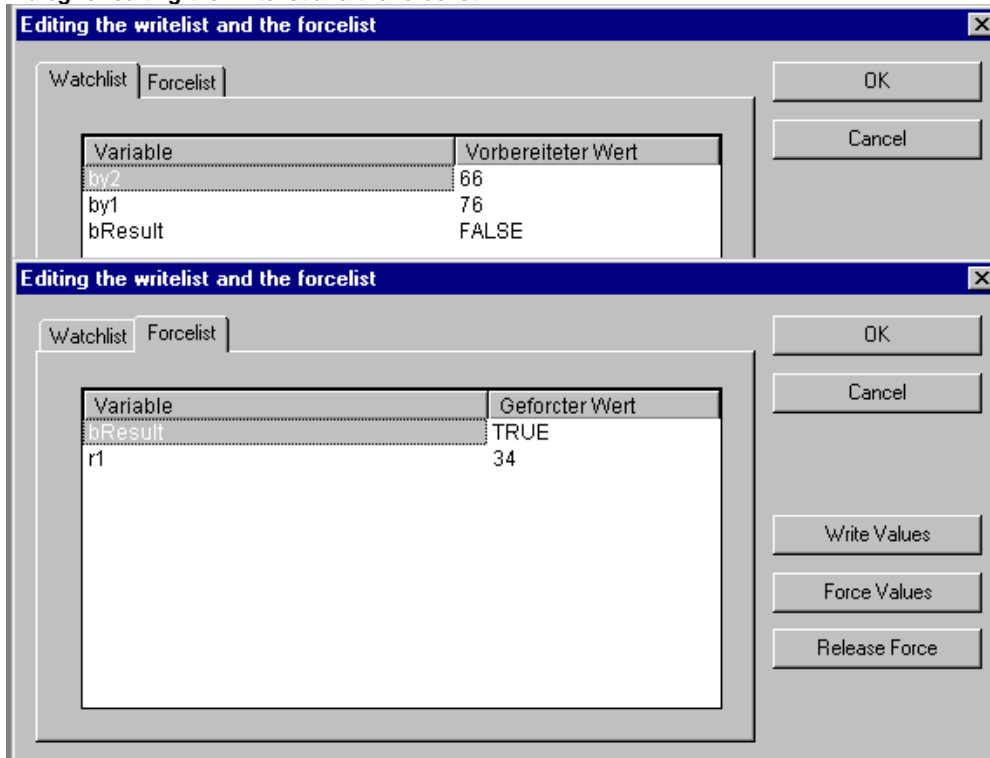 Editing the writelist and the forcelist
Watchlist Forcelist
OK
Cancel
Variable Vorbereiteter Wert
by2 66
by1 76
bResult FALSE
Editing the writelist and the forcelist
Watchlist Forcelist
OK
Cancel
Variable Geforcter Wert
bResult TRUE
r1 34
Write Values
Force Values
Release Force